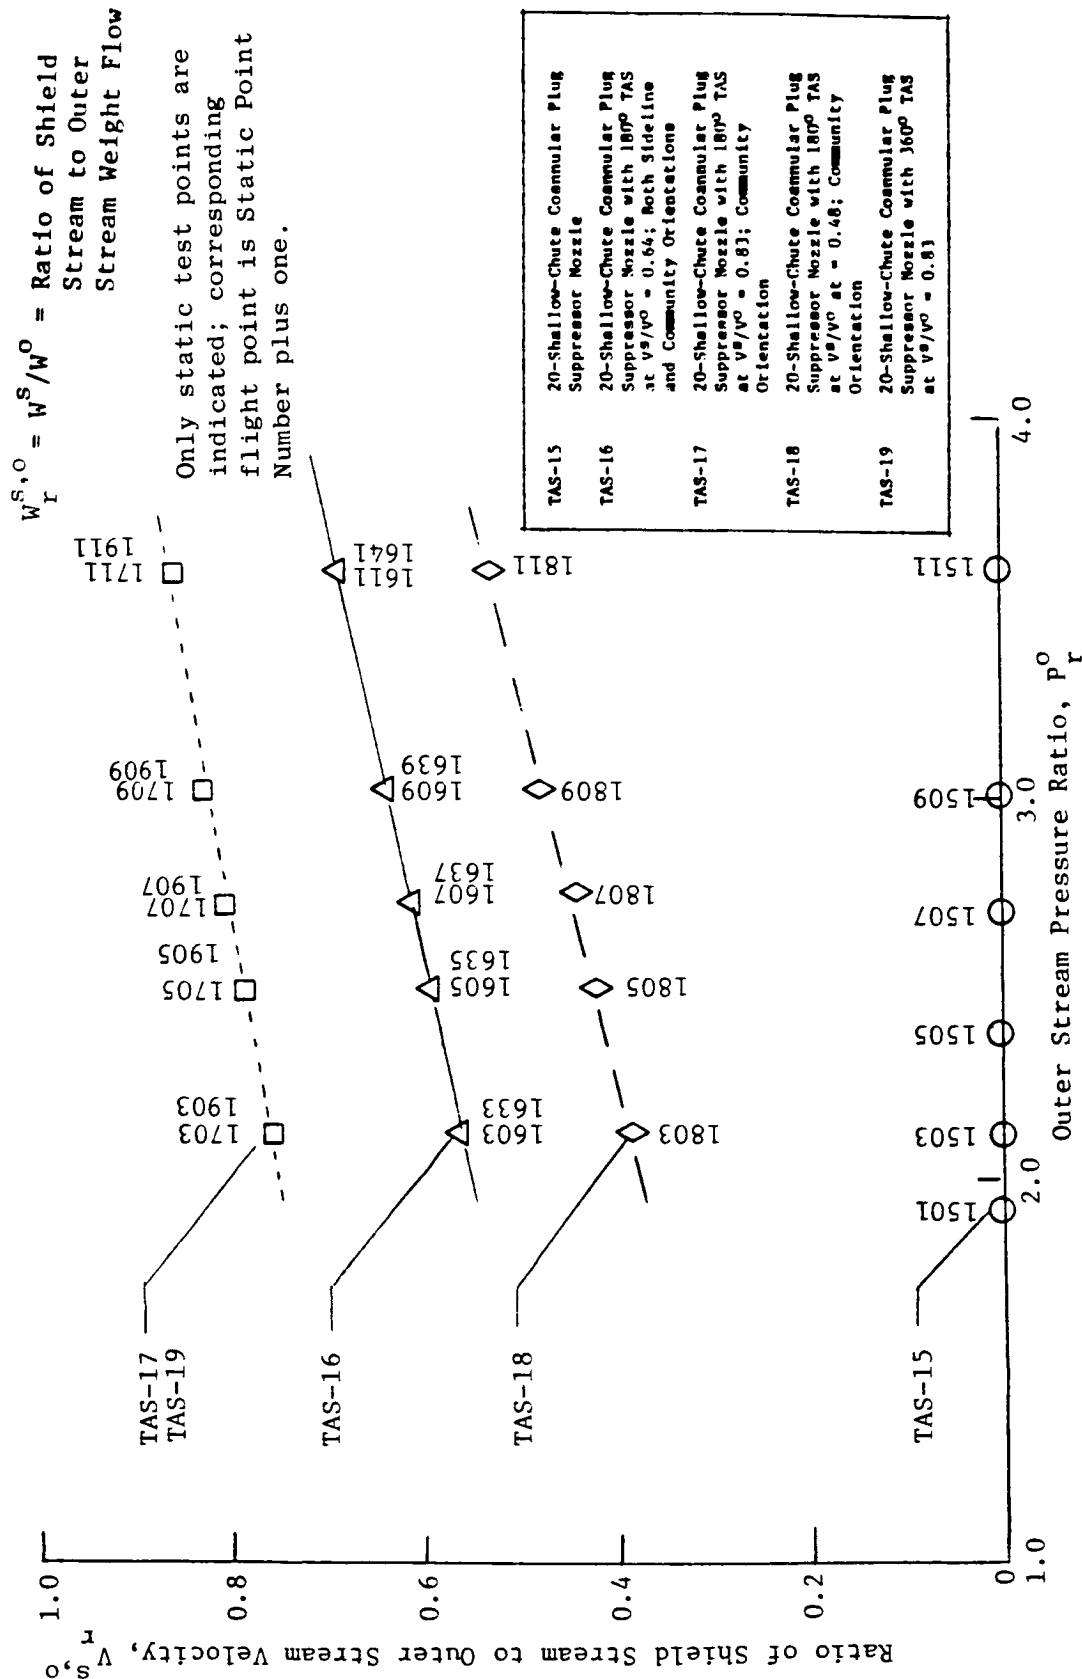 W_r^{s,o} = W^s/W^o = Ratio of Shield
Stream to Outer
Stream Weight Flow
Only static test points are
indicated; corresponding
flight point is Static Point
Number plus one.
Ratio of Shield Stream to Outer Stream Velocity, V_r^{s,o}
1.0
0.8
0.6
0.4
0.2
0
TAS-17
TAS-19
1703 1903
1705 1905
1707 1907
1709 1909
1711 1911
TAS-16
1603 1633
1605 1635
1607 1637
1609 1639
1611 1641
TAS-18
1803
1805
1807
1809
1811
TAS-15
1501
1503
1505
1507
1509
1511
1.0
2.0
3.0
4.0
Outer Stream Pressure Ratio, P_r^o
TAS-15 20-Shallow-Chute Coannular Plug
Suppressor Nozzle
TAS-16 20-Shallow-Chute Coannular Plug
Suppressor Nozzle with 180° TAS
at V^s/V^o = 0.64; Both Sideline
and Community Orientations
TAS-17 20-Shallow-Chute Coannular Plug
Suppressor Nozzle with 180° TAS
at V^s/V^o = 0.83; Community
Orientation
TAS-18 20-Shallow-Chute Coannular Plug
Suppressor Nozzle with 180° TAS
at V^s/V^o at = 0.48; Community
Orientation
TAS-19 20-Shallow-Chute Coannular Plug
Suppressor Nozzle with 360° TAS
at V^s/V^o = 0.83